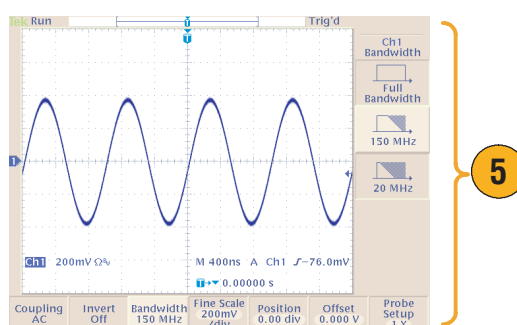 Tek Run Trig'd
Ch1
Bandwidth
Full
Bandwidth
150 MHz
20 MHz
5
1
Ch1 200mV Ω∿ M 400ns A Ch1 ƒ -76.0mV
T→▼ 0.00000 s
Coupling
AC
Invert
Off
Bandwidth
150 MHz
Fine Scale
200mV
/div
Position
0.00 div
Offset
0.000 V
Probe
Setup
1 X